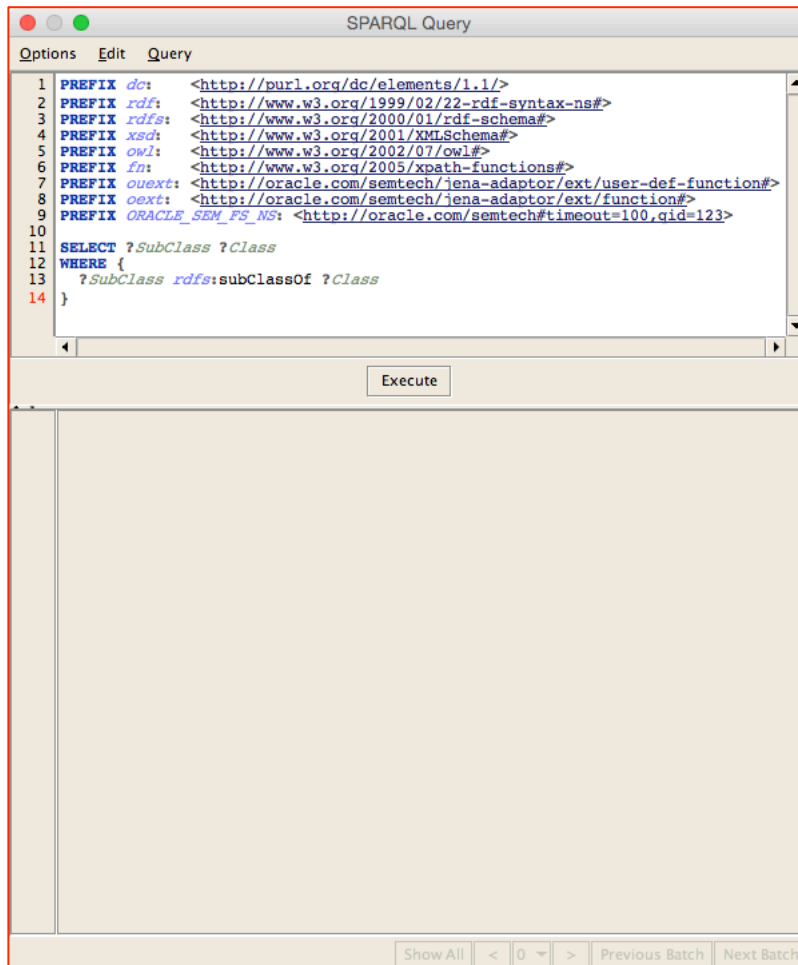 SPARQL Query
Options Edit Query
1 PREFIX dc: <http://purl.org/dc/elements/1.1/>
2 PREFIX rdf: <http://www.w3.org/1999/02/22-rdf-syntax-ns#>
3 PREFIX rdfs: <http://www.w3.org/2000/01/rdf-schema#>
4 PREFIX xsd: <http://www.w3.org/2001/XMLSchema#>
5 PREFIX owl: <http://www.w3.org/2002/07/owl#>
6 PREFIX fn: <http://www.w3.org/2005/xpath-functions#>
7 PREFIX ouext: <http://oracle.com/semtech/jena-adaptor/ext/user-def-function#>
8 PREFIX oext: <http://oracle.com/semtech/jena-adaptor/ext/function#>
9 PREFIX ORACLE_SEM_FS_NS: <http://oracle.com/semtech#timeout=100,qid=123>
10
11 SELECT ?SubClass ?Class
12 WHERE {
13 ?SubClass rdfs:subClassOf ?Class
14 }
Execute
Show All < 0 > Previous Batch Next Batch